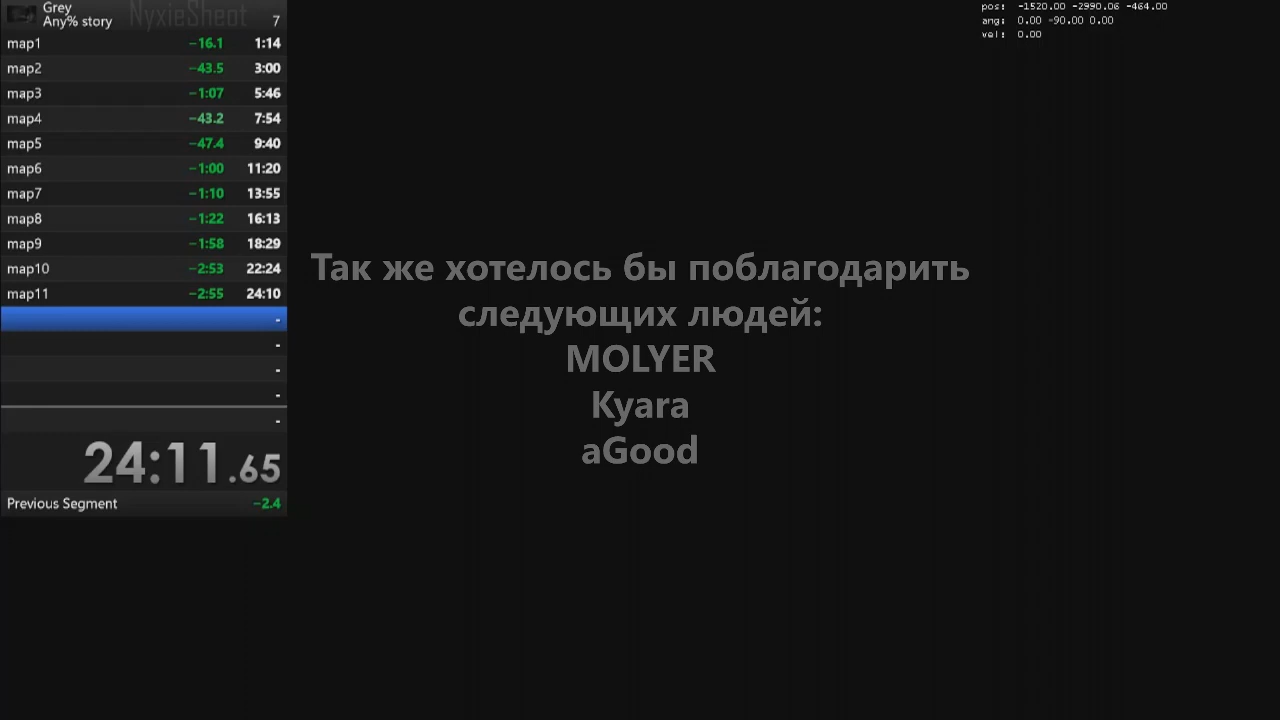 Grey
Any% story
NyxieSheot
7
map1 -16.1 1:14
map2 -43.5 3:00
map3 -1:07 5:46
map4 -43.2 7:54
map5 -47.4 9:40
map6 -1:00 11:20
map7 -1:10 13:55
map8 -1:22 16:13
map9 -1:58 18:29
map10 -2:53 22:24
map11 -2:55 24:10
-
-
-
-
-
24:11.65
Previous Segment -2.4
pos: -1520.00 -2990.06 -464.00
ang: 0.00 -90.00 0.00
vel: 0.00
Так же хотелось бы поблагодарить
следующих людей:
MOLYER
Kyara
aGood